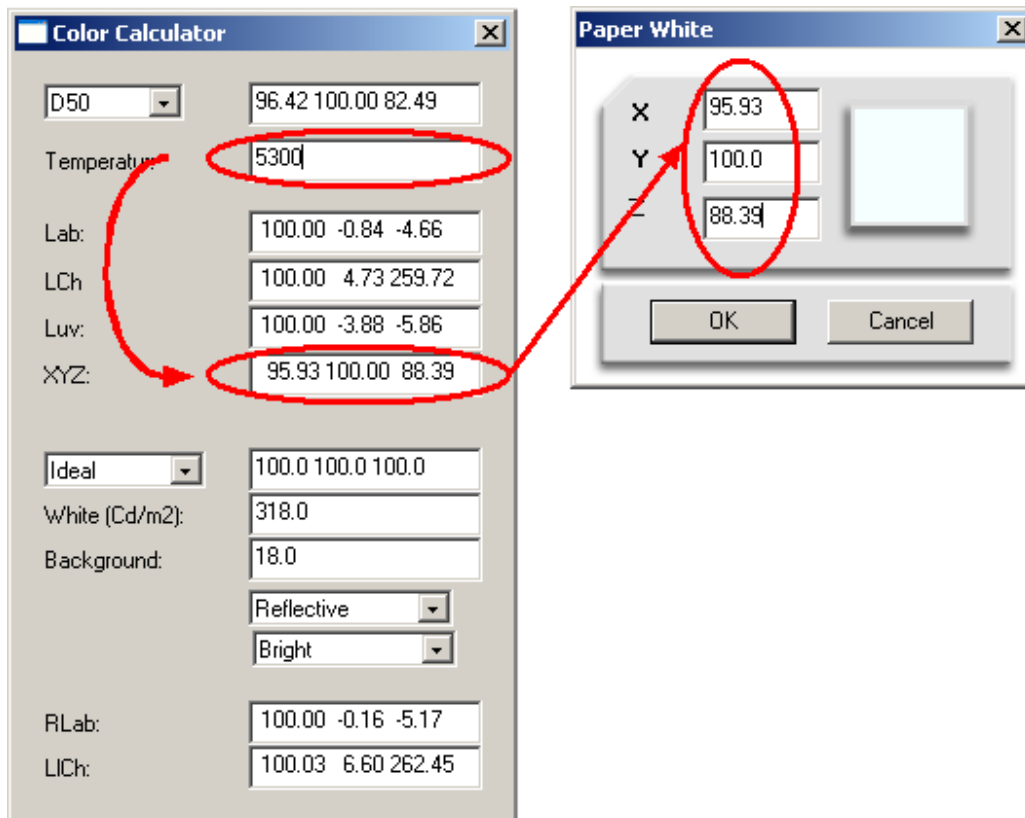 Color Calculator
D50 96.42 100.00 82.49
Temperatur 5300
Lab: 100.00 -0.84 -4.66
LCh 100.00 4.73 259.72
Luv: 100.00 -3.88 -5.86
XYZ: 95.93 100.00 88.39
Ideal 100.0 100.0 100.0
White (Cd/m2): 318.0
Background: 18.0
Reflective
Bright
RLab: 100.00 -0.16 -5.17
LlCh: 100.03 6.60 262.45
Paper White
X 95.93
Y 100.0
Z 88.39
OK Cancel